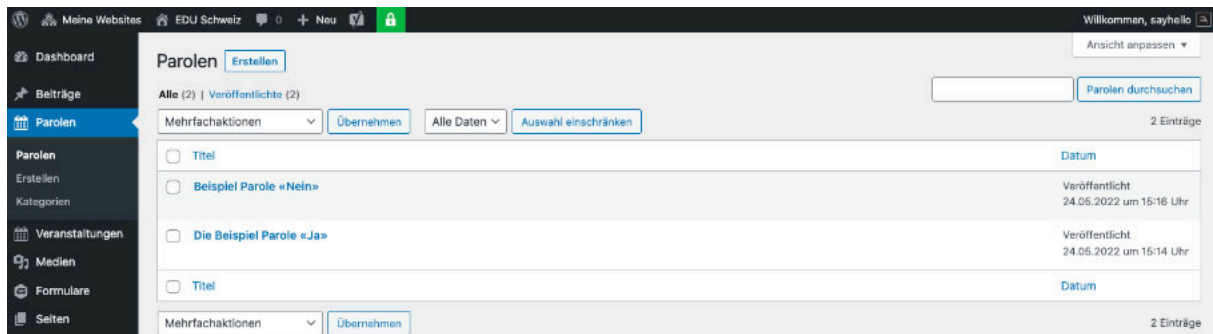 Meine Websites EDU Schweiz 0 + Neu Willkommen, sayhello
Ansicht anpassen
Dashboard
Beiträge
Parolen
Parolen
Erstellen
Kategorien
Veranstaltungen
Medien
Formulare
Seiten
Parolen Erstellen
Alle (2) | Veröffentlichte (2)
Parolen durchsuchen
Mehrfachaktionen Übernehmen Alle Daten Auswahl einschränken 2 Einträge
Titel Datum
Beispiel Parole «Nein» Veröffentlicht
24.05.2022 um 15:16 Uhr
Die Beispiel Parole «Ja» Veröffentlicht
24.05.2022 um 15:14 Uhr
Titel Datum
Mehrfachaktionen Übernehmen 2 Einträge